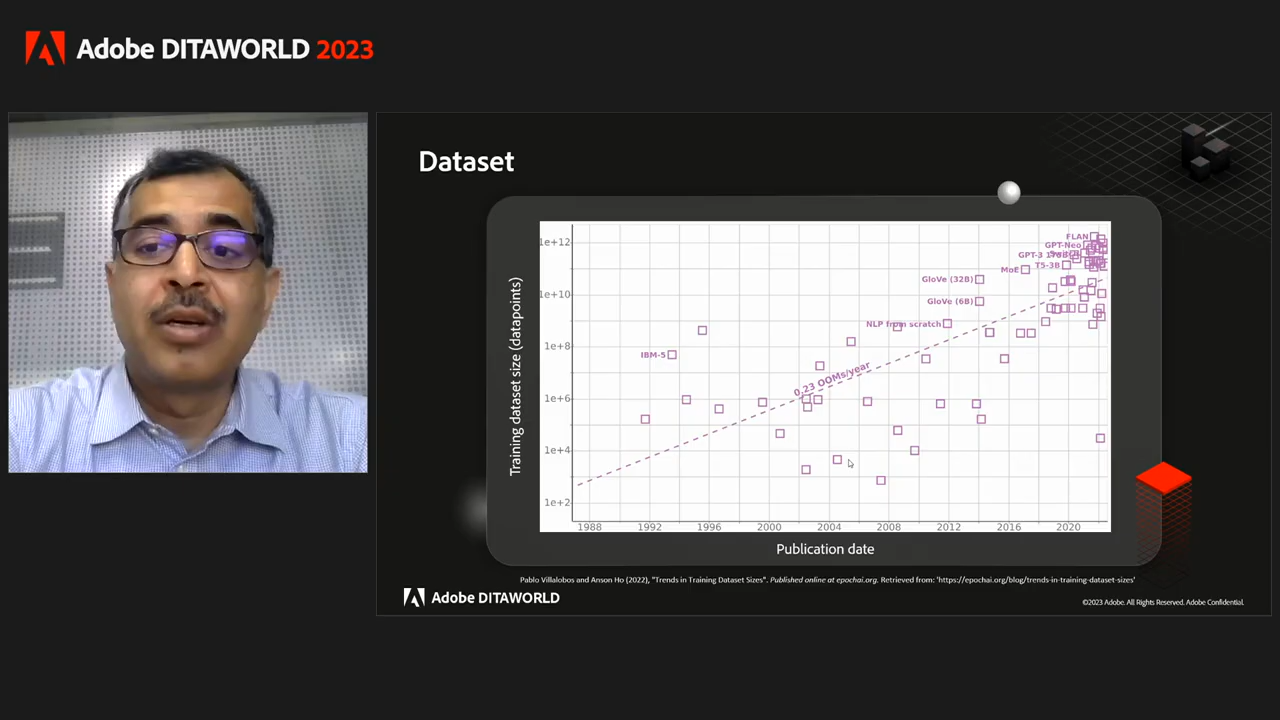 Adobe DITAWORLD 2023
Dataset
Training dataset size (datapoints)
1e+12
1e+10
1e+8
1e+6
1e+4
1e+2
FLAN
GPT-Neo
GPT-3
T5-3B
MoE
GloVe (32B)
GloVe (6B)
NLP from scratch
IBM-5
0.23 OOMs/year
1988 1992 1996 2000 2004 2008 2012 2016 2020
Publication date
Pablo Villalobos and Anson Ho (2022), "Trends in Training Dataset Sizes". Published online at epochai.org. Retrieved from: 'https://epochai.org/blog/trends-in-training-dataset-sizes'
Adobe DITAWORLD
©2023 Adobe. All Rights Reserved. Adobe Confidential.